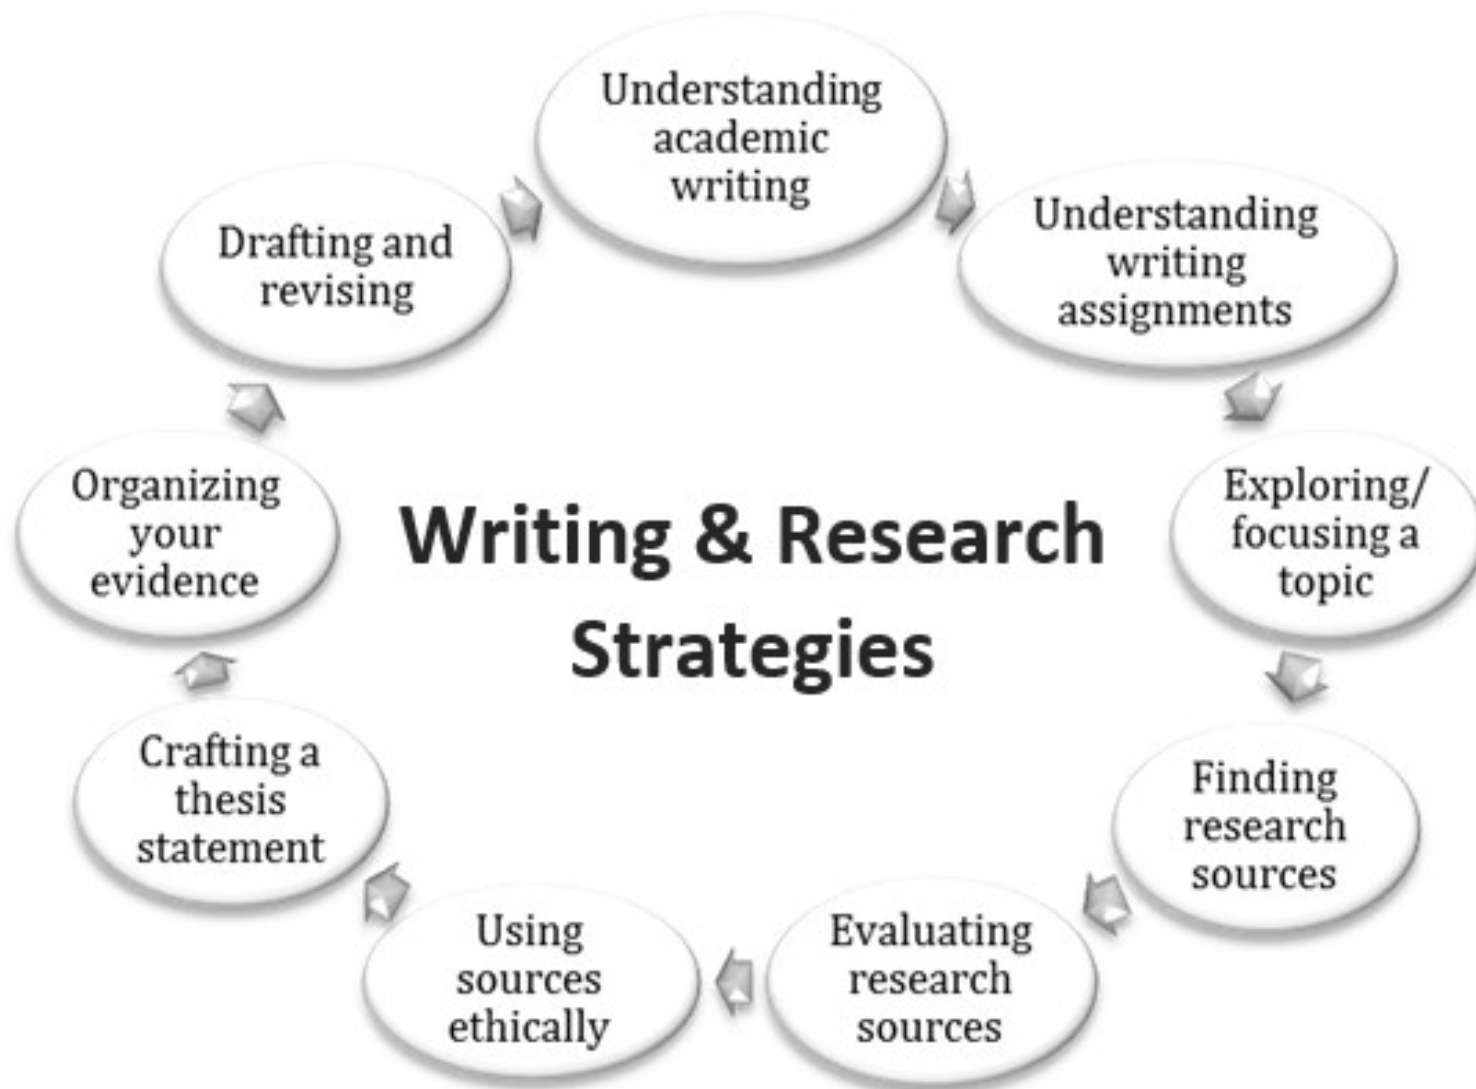 Understanding
academic
writing
Understanding
writing
assignments
Exploring/
focusing a
topic
Finding
research
sources
Evaluating
research
sources
Using
sources
ethically
Crafting a
thesis
statement
Organizing
your
evidence
Drafting and
revising
Writing & Research
Strategies